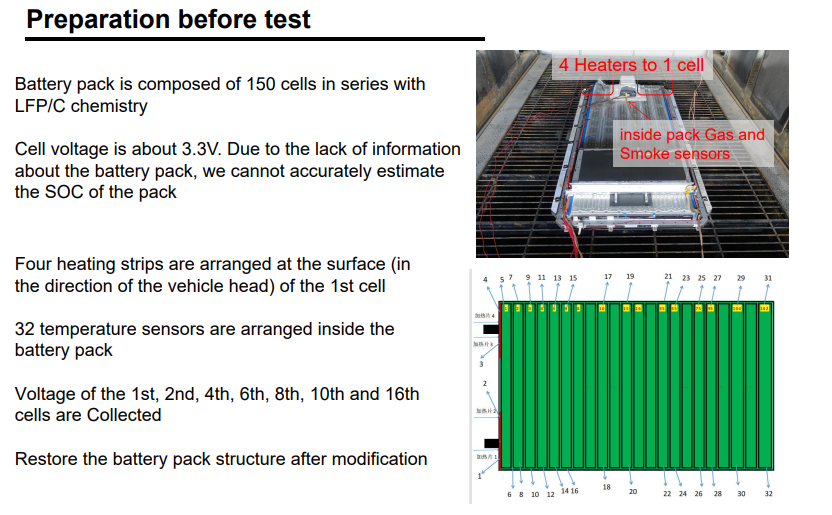 Preparation before test
Battery pack is composed of 150 cells in series with
LFP/C chemistry
Cell voltage is about 3.3V. Due to the lack of information
about the battery pack, we cannot accurately estimate
the SOC of the pack
Four heating strips are arranged at the surface (in
the direction of the vehicle head) of the 1st cell
32 temperature sensors are arranged inside the
battery pack
Voltage of the 1st, 2nd, 4th, 6th, 8th, 10th and 16th
cells are Collected
Restore the battery pack structure after modification
4 Heaters to 1 cell
inside pack Gas and
Smoke sensors
4 5 7 9 11 13 15 17 19 21 23 25 27 29 31
加热片4
加热片3
3
2
加热片2
加热片1
1
6 8 10 12 14 16 18 20 22 24 26 28 30 32